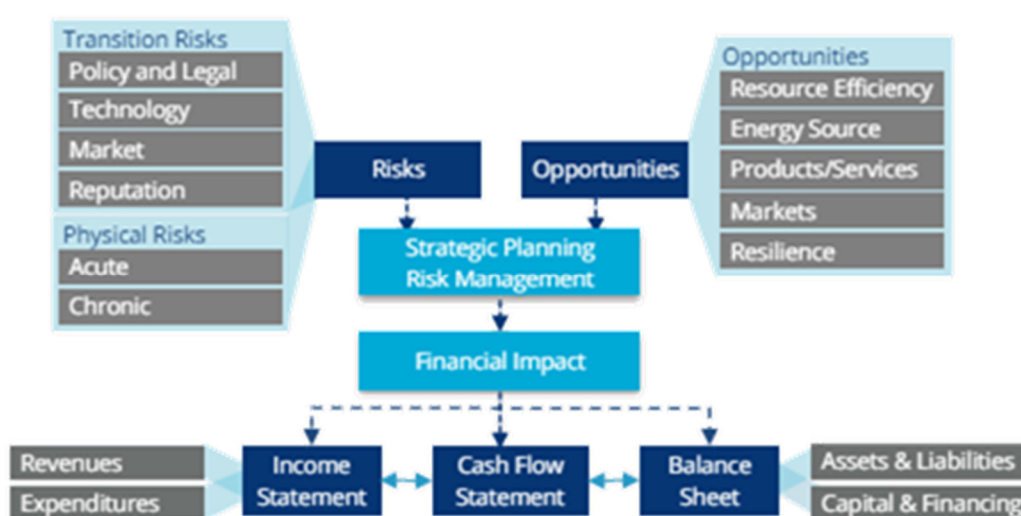 Transition Risks
Policy and Legal
Technology
Market
Reputation
Physical Risks
Acute
Chronic
Risks
Opportunities
Opportunities
Resource Efficiency
Energy Source
Products/Services
Markets
Resilience
Strategic Planning
Risk Management
Financial Impact
Revenues
Expenditures
Income
Statement
Cash Flow
Statement
Balance
Sheet
Assets & Liabilities
Capital & Financing